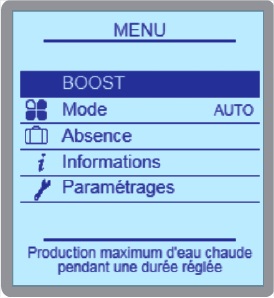 MENU
BOOST
Mode AUTO
Absence
Informations
Paramétrages
Production maximum d'eau chaude
pendant une durée réglée